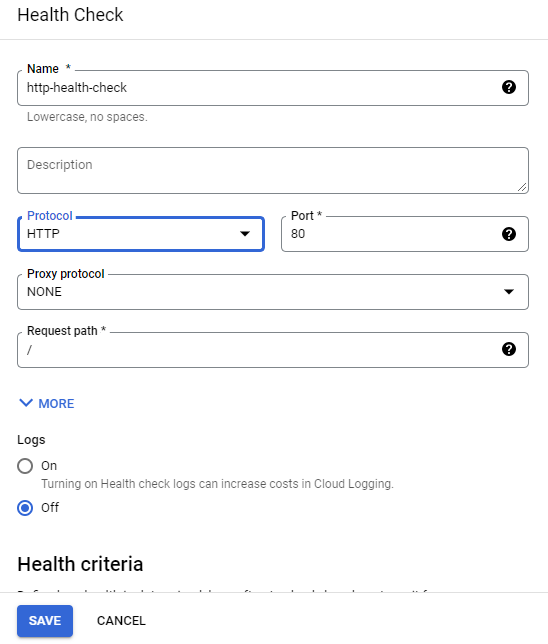 Health Check
Name *
http-health-check
Lowercase, no spaces.
Description
Protocol
HTTP
Port *
80
Proxy protocol
NONE
Request path *
/
MORE
Logs
On
Turning on Health check logs can increase costs in Cloud Logging.
Off
Health criteria
SAVE
CANCEL